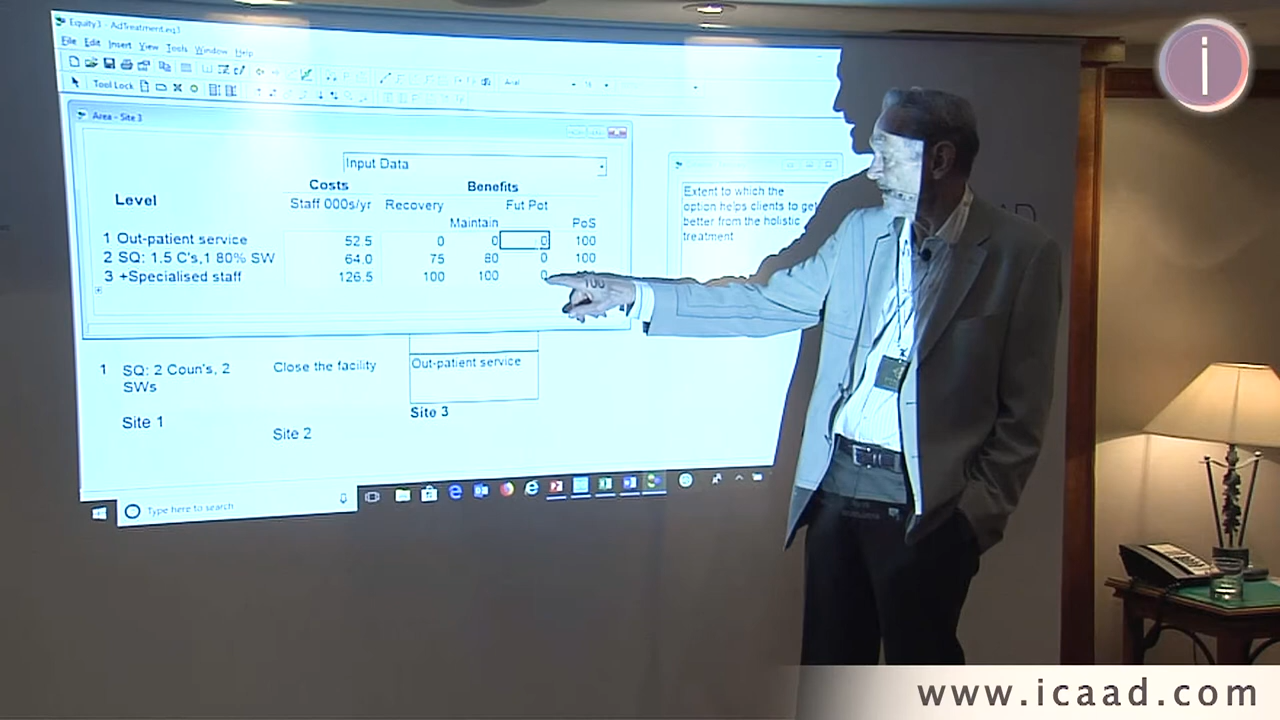 Equity3 - AdTreatment.eq3
File Edit Insert View Tools Window Help
Tool Lock
Area - Site 3
Input Data
Costs Benefits
Level Staff 000s/yr Recovery Fut Pot
Maintain PoS
1 Out-patient service 52.5 0 0 0 100
2 SQ: 1.5 C's,1 80% SW 64.0 75 80 0 100
3 +Specialised staff 126.5 100 100 0 100
Extent to which the
option helps clients to get
better from the holistic
treatment
1 SQ: 2 Coun's, 2
SWs
Close the facility
Out-patient service
Site 1
Site 2
Site 3
Type here to search
i
www.icaad.com